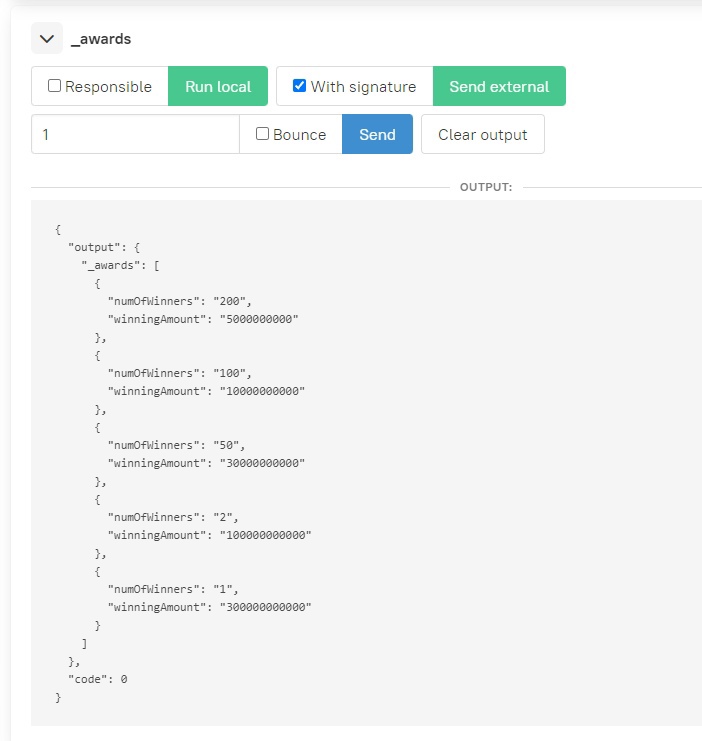 _awards
Responsible Run local With signature Send external
1 Bounce Send Clear output
OUTPUT:
{
  "output": {
    "_awards": [
      {
        "numOfWinners": "200",
        "winningAmount": "5000000000"
      },
      {
        "numOfWinners": "100",
        "winningAmount": "10000000000"
      },
      {
        "numOfWinners": "50",
        "winningAmount": "30000000000"
      },
      {
        "numOfWinners": "2",
        "winningAmount": "100000000000"
      },
      {
        "numOfWinners": "1",
        "winningAmount": "300000000000"
      }
    ]
  },
  "code": 0
}